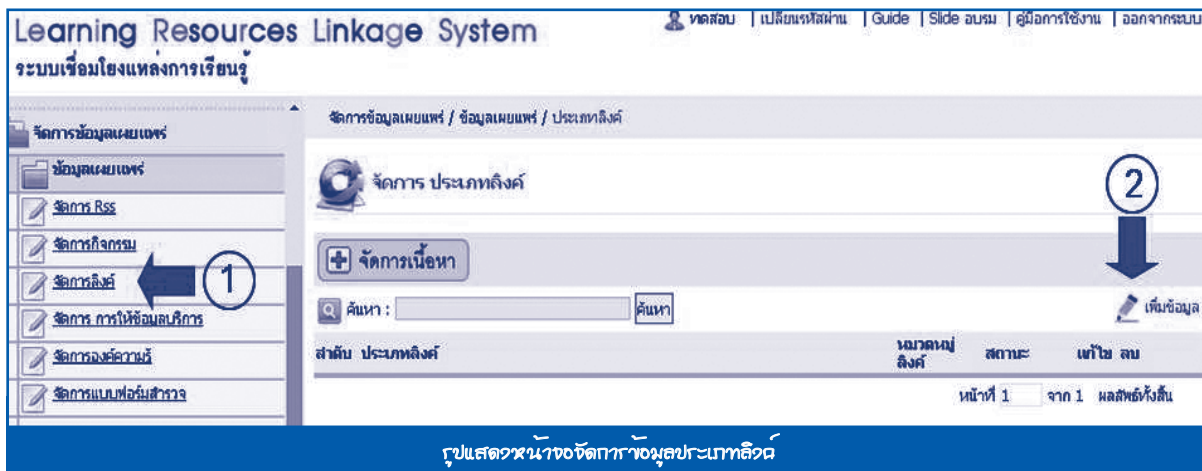 Learning Resources Linkage System
ระบบเชื่อมโยงแหล่งการเรียนรู้
ทดสอบ | เปลี่ยนรหัสผ่าน | Guide | Slide อบรม | คู่มือการใช้งาน | ออกจากระบบ
จัดการข้อมูลเผยแพร่
ข้อมูลเผยแพร่
จัดการ Rss
จัดการกิจกรรม
จัดการลิงค์
1
จัดการ การให้ข้อมูลบริการ
จัดการองค์ความรู้
จัดการแบบฟอร์มสำรวจ
จัดการข้อมูลเผยแพร่ / ข้อมูลเผยแพร่ / ประเภทลิงค์
จัดการ ประเภทลิงค์
2
จัดการเนื้อหา
ค้นหา : ค้นหา
เพิ่มข้อมูล
ลำดับ ประเภทลิงค์ หมวดหมู่ลิงค์ สถานะ แก้ไข ลบ
หน้าที่ 1 จาก 1 ผลลัพธ์ทั้งสิ้น
รูปแสดงหน้าจอจัดการข้อมูลประเภทลิงค์